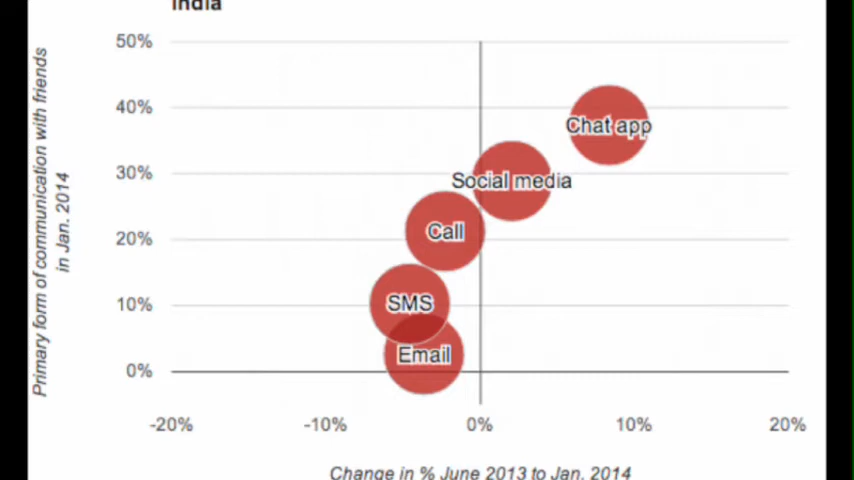 India
Primary form of communication with friends
in Jan. 2014
50%
40%
30%
20%
10%
0%
Chat app
Social media
Call
SMS
Email
-20%
-10%
0%
10%
20%
Change in % June 2013 to Jan. 2014